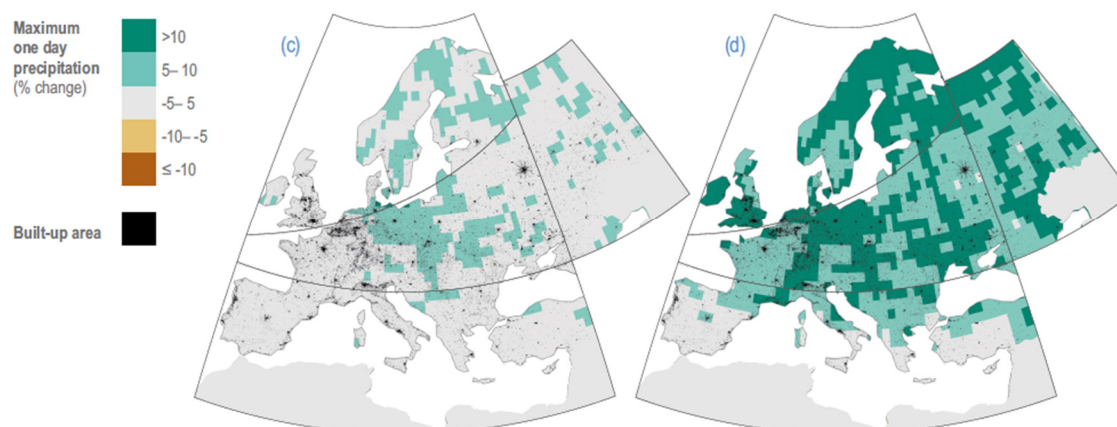 Maximum
one day
precipitation
(% change)
>10
5– 10
-5– 5
-10– -5
≤ -10
Built-up area
(c)
(d)